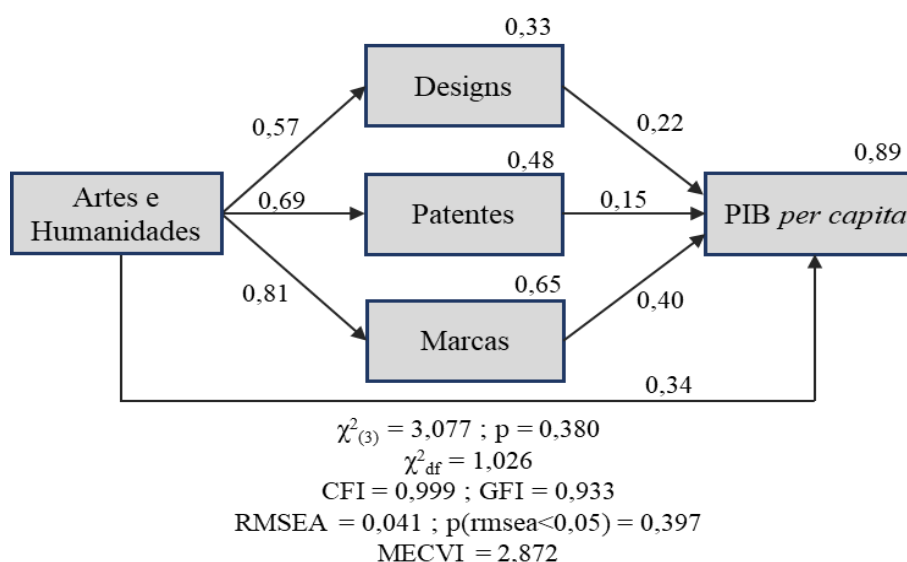 0,33
Designs
0,57
0,22
0,48
0,89
Artes e
Humanidades
0,69
Patentes
0,15
PIB per capita
0,81
0,65
0,40
Marcas
0,34
χ²(3) = 3,077 ; p = 0,380
χ²df = 1,026
CFI = 0,999 ; GFI = 0,933
RMSEA = 0,041 ; p(rmsea<0,05) = 0,397
MECVI = 2,872